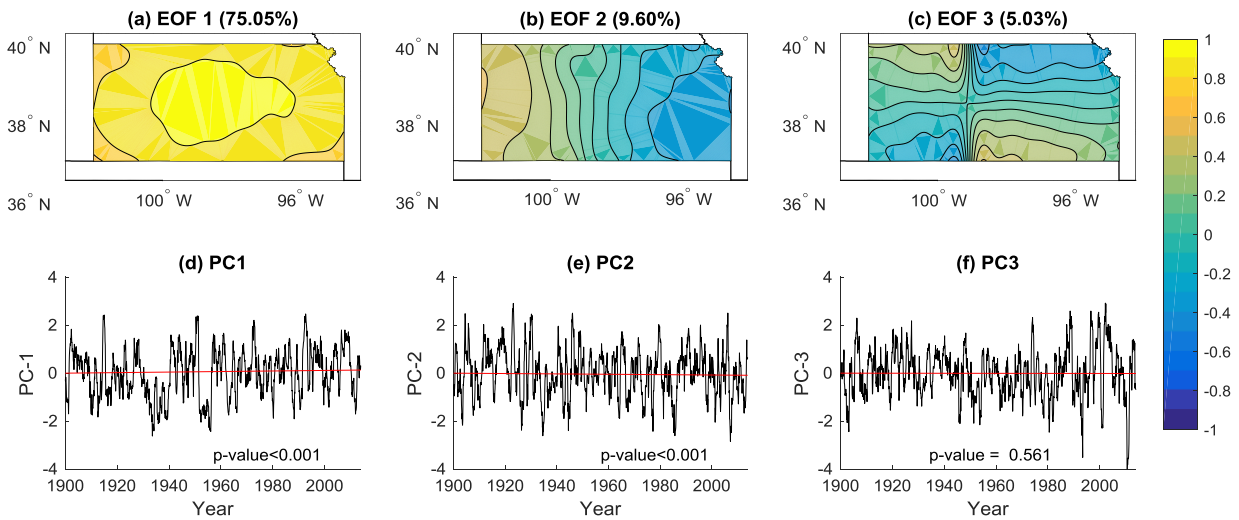 (a) EOF 1 (75.05%)
(b) EOF 2 (9.60%)
(c) EOF 3 (5.03%)
40° N
38° N
36° N
100° W
96° W
40° N
38° N
36° N
100° W
96° W
40° N
38° N
36° N
100° W
96° W
1
0.8
0.6
0.4
0.2
0
-0.2
-0.4
-0.6
-0.8
-1
(d) PC1
PC-1
4
2
0
-2
-4
p-value<0.001
1900 1920 1940 1960 1980 2000
Year
(e) PC2
PC-2
4
2
0
-2
-4
p-value<0.001
1900 1920 1940 1960 1980 2000
Year
(f) PC3
PC-3
4
2
0
-2
-4
p-value = 0.561
1900 1920 1940 1960 1980 2000
Year